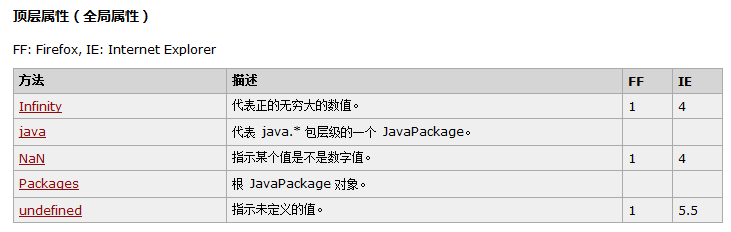 顶层属性（全局属性）
FF: Firefox, IE: Internet Explorer
方法 描述 FF IE
Infinity 代表正的无穷大的数值。 1 4
java 代表 java.* 包层级的一个 JavaPackage。
NaN 指示某个值是不是数字值。 1 4
Packages 根 JavaPackage 对象。
undefined 指示未定义的值。 1 5.5